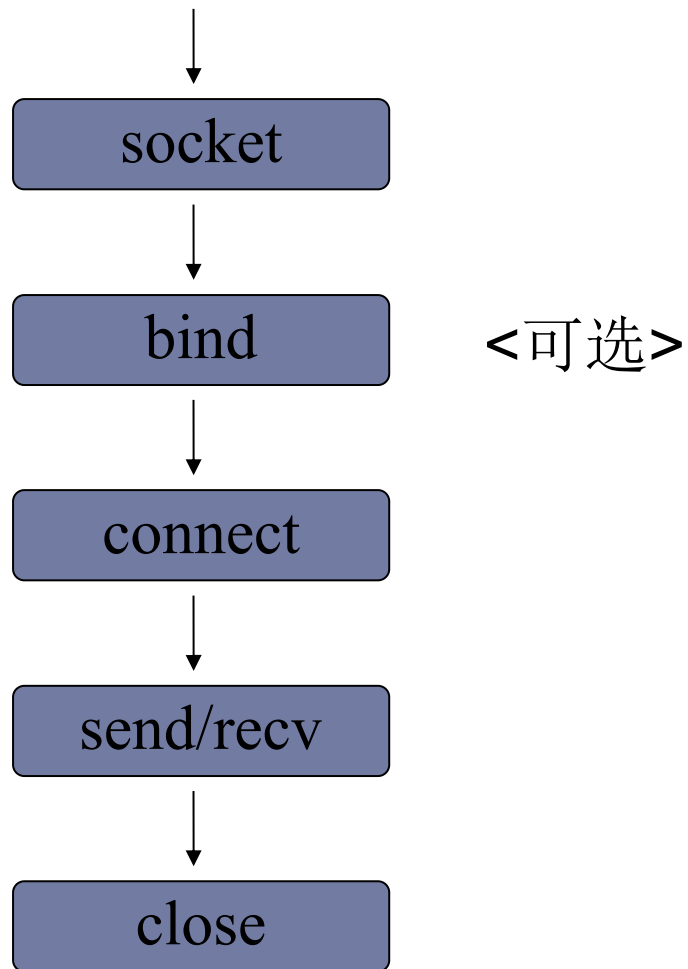 socket
bind
<可选>
connect
send/recv
close